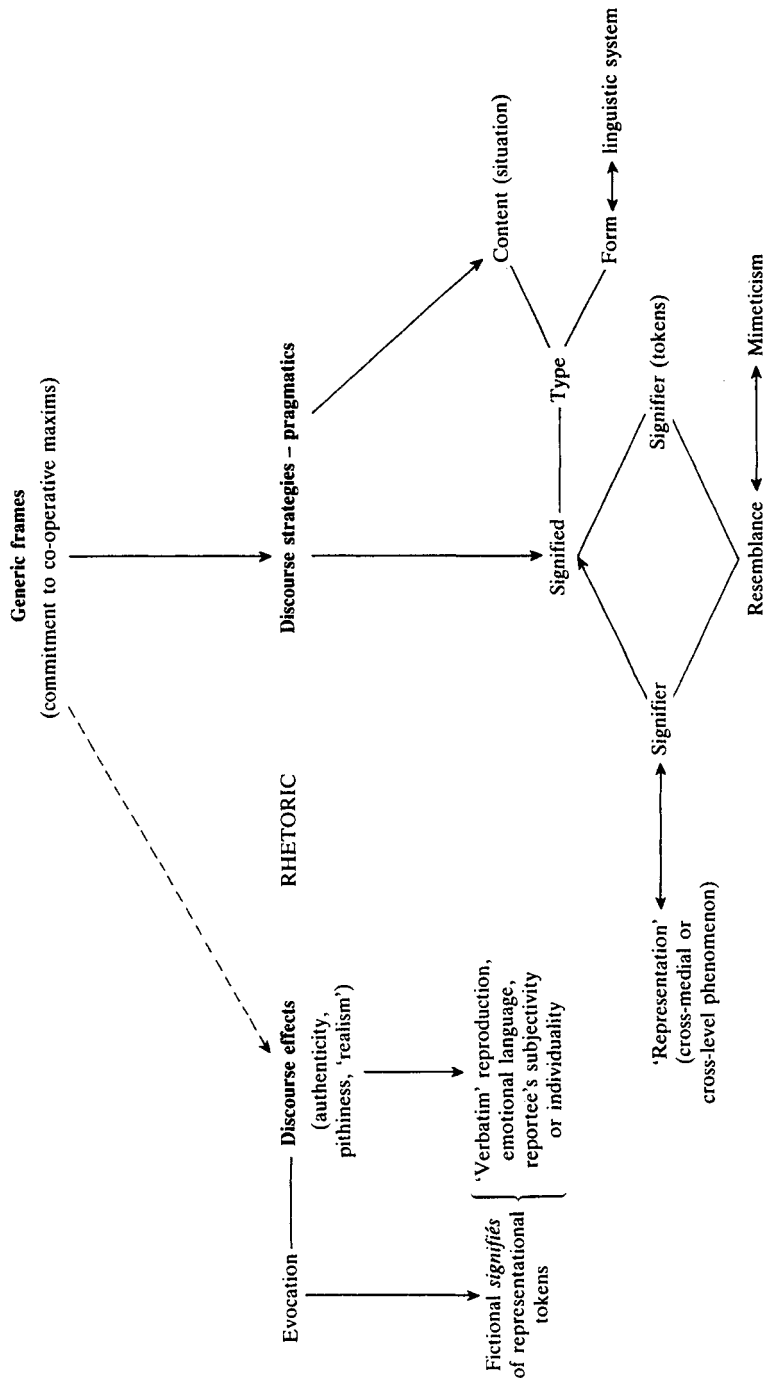 Generic frames
(commitment to co-operative maxims)
Evocation
Discourse effects
(authenticity,
pithiness, ‘realism’)
RHETORIC
Discourse strategies – pragmatics
Fictional signifiés
of representational
tokens
‘Verbatim’ reproduction,
emotional language,
reportee’s subjectivity
or individuality
Content (situation)
Signified
Type
Form
linguistic system
‘Representation’
(cross-medial or
cross-level phenomenon)
Signifier
Signifier (tokens)
Resemblance
Mimeticism